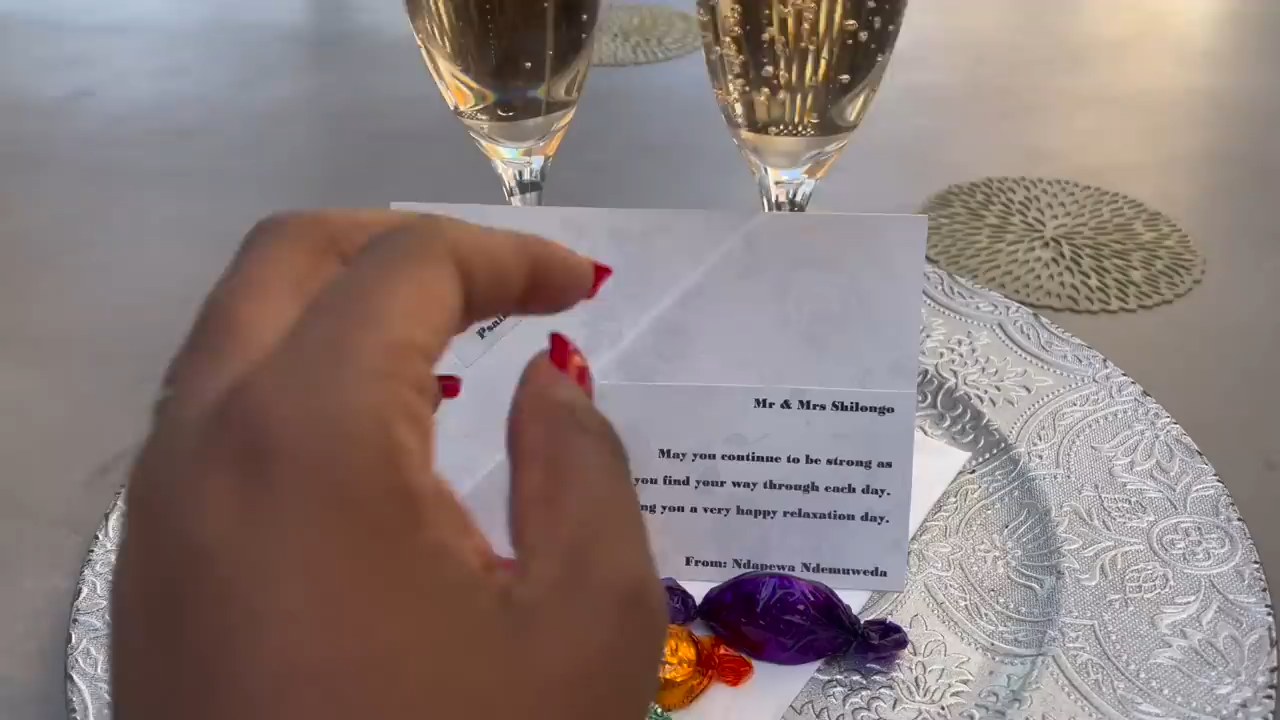 Mr & Mrs Shilongo
May you continue to be strong as
you find your way through each day.
you a very happy relaxation day.
From: Ndapewa Ndemuweda